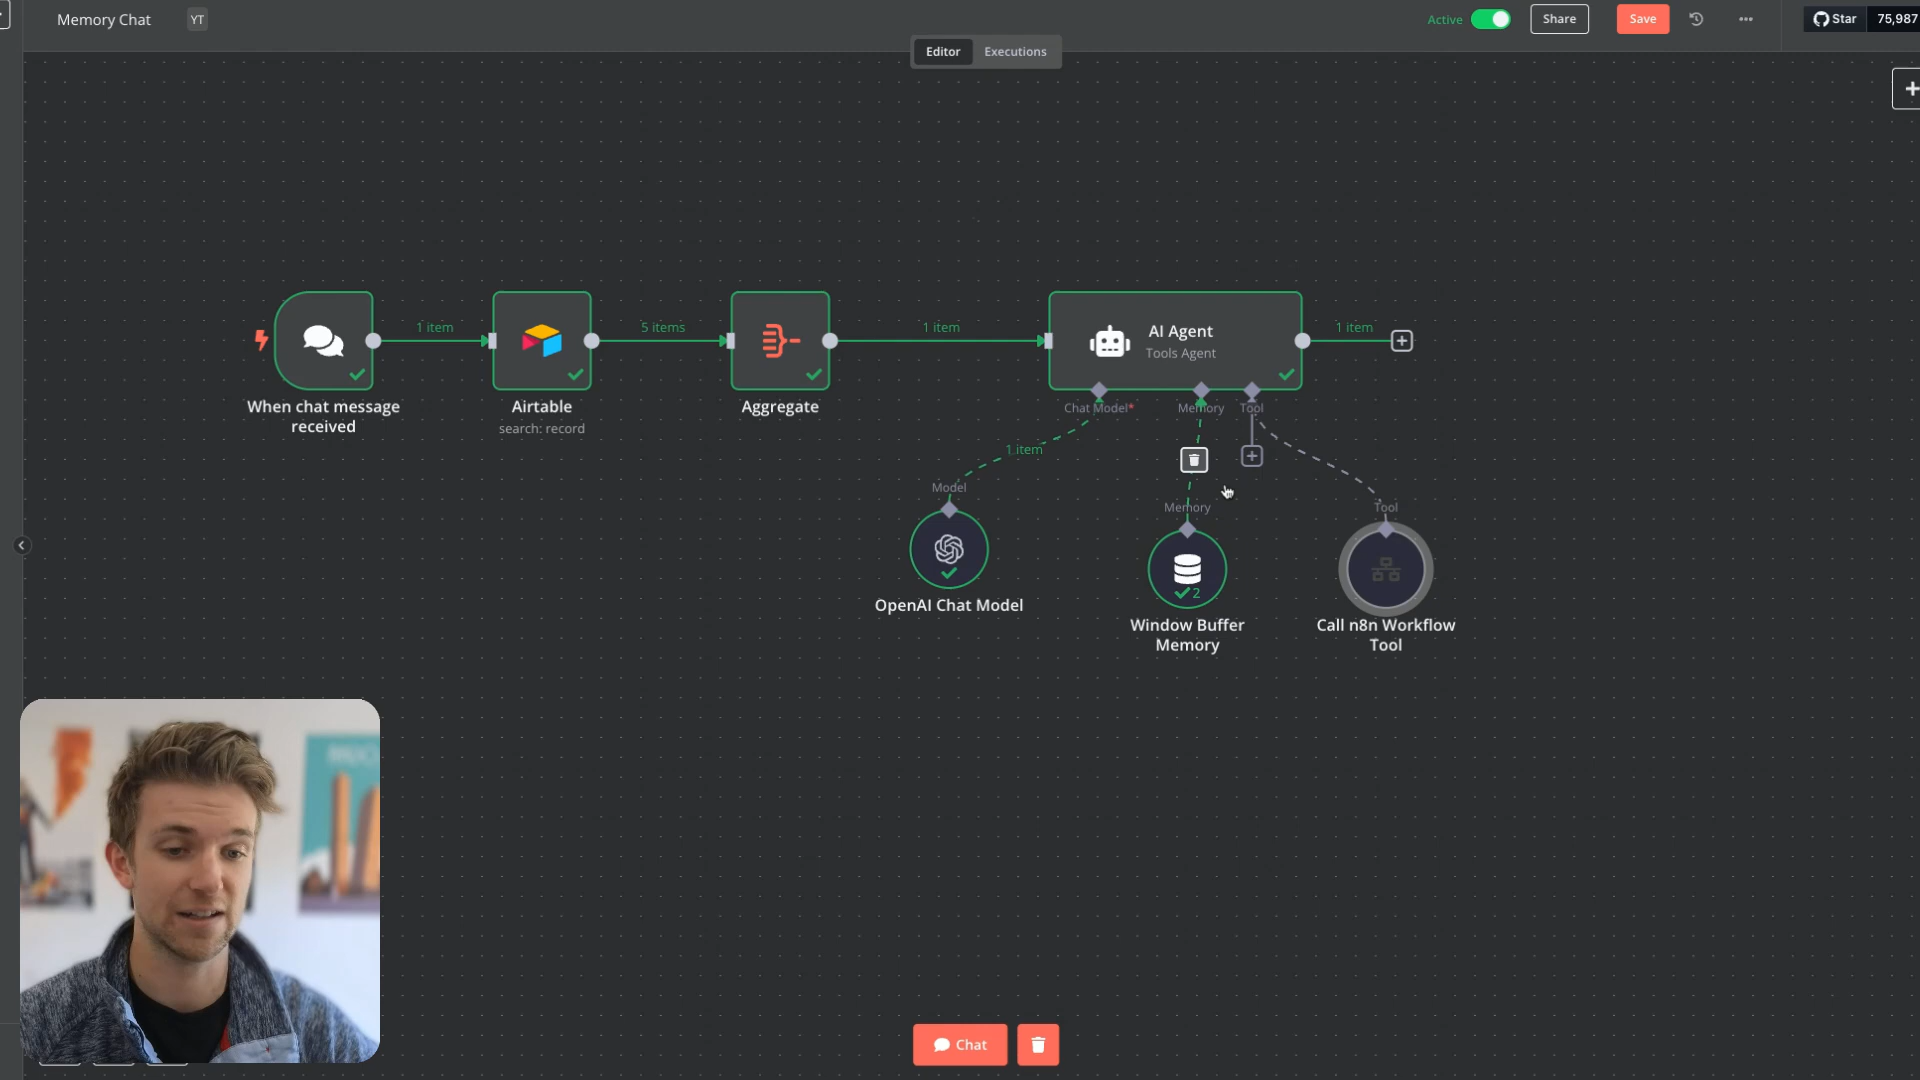 Memory Chat
YT
Active
Share
Save
Star
75,987
Editor
Executions
1 item
5 items
1 item
AI Agent
Tools Agent
1 item
When chat message
received
Airtable
search: record
Aggregate
Chat Model*
Memory
Tool
1 item
Model
Memory
Tool
2
OpenAI Chat Model
Window Buffer
Memory
Call n8n Workflow
Tool
Chat